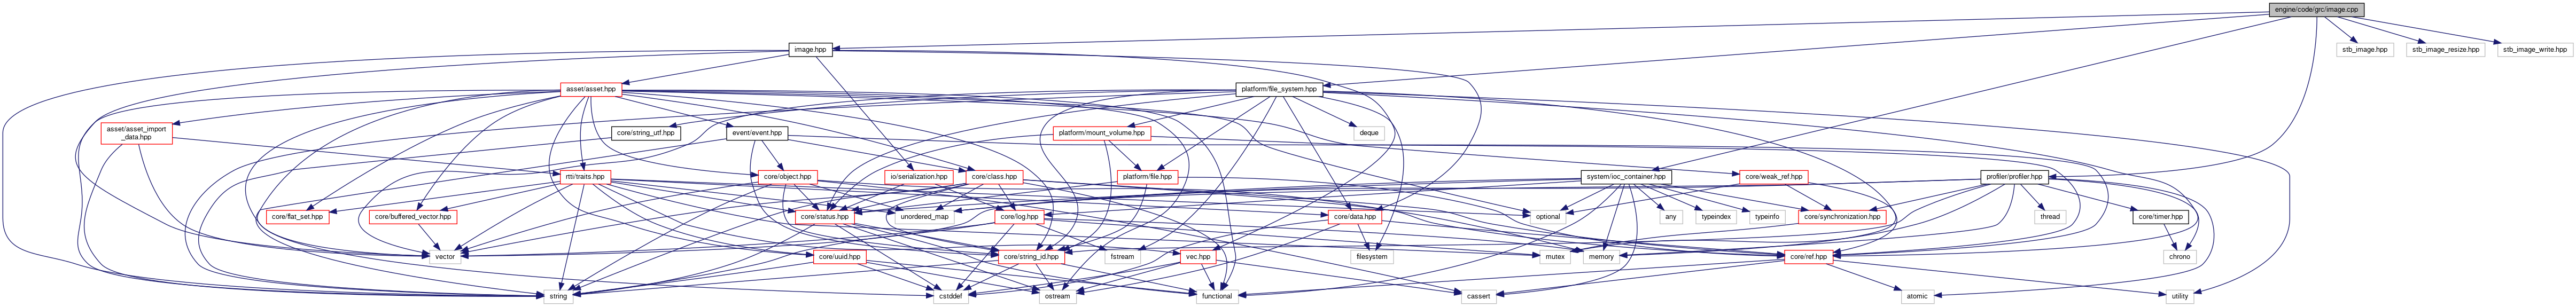 engine/code/grc/image.cpp
image.hpp
stb_image.hpp
stb_image_resize.hpp
stb_image_write.hpp
asset/asset.hpp
platform/file_system.hpp
asset/asset_import
_data.hpp
core/string_utf.hpp
event/event.hpp
platform/mount_volume.hpp
deque
rtti/traits.hpp
core/object.hpp
io/serialization.hpp
core/class.hpp
platform/file.hpp
system/ioc_container.hpp
core/weak_ref.hpp
profiler/profiler.hpp
core/flat_set.hpp
core/buffered_vector.hpp
core/status.hpp
unordered_map
core/log.hpp
core/data.hpp
optional
any
typeindex
typeinfo
core/synchronization.hpp
thread
core/timer.hpp
vector
core/uuid.hpp
core/string_id.hpp
fstream
vec.hpp
filesystem
mutex
memory
core/ref.hpp
chrono
string
cstddef
ostream
functional
cassert
atomic
utility